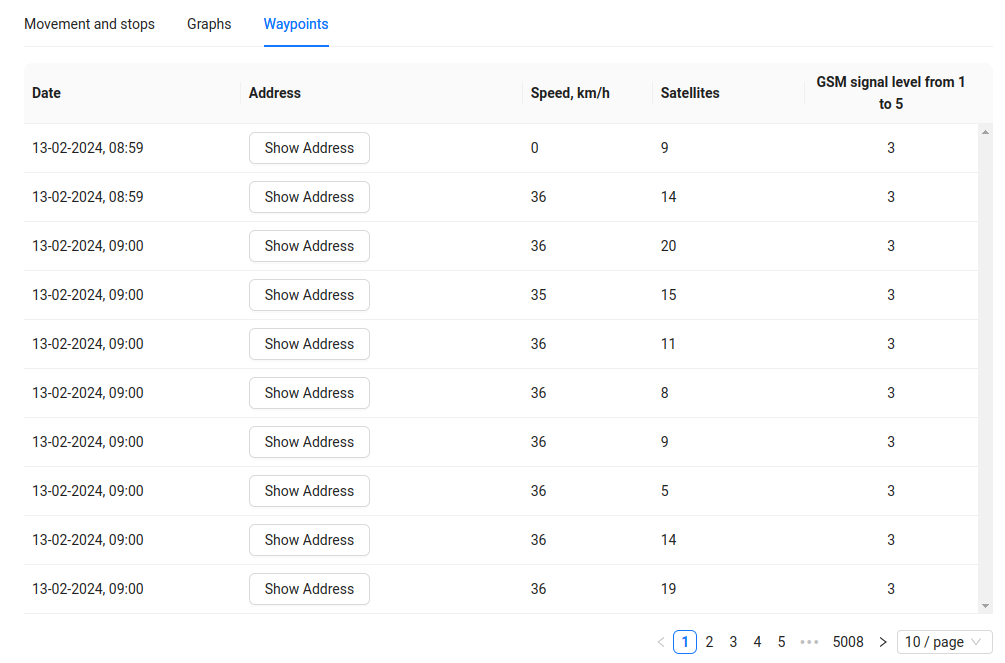 Movement and stops Graphs Waypoints
Date Address Speed, km/h Satellites GSM signal level from 1
to 5
13-02-2024, 08:59 Show Address 0 9 3
13-02-2024, 08:59 Show Address 36 14 3
13-02-2024, 09:00 Show Address 36 20 3
13-02-2024, 09:00 Show Address 35 15 3
13-02-2024, 09:00 Show Address 36 11 3
13-02-2024, 09:00 Show Address 36 8 3
13-02-2024, 09:00 Show Address 36 9 3
13-02-2024, 09:00 Show Address 36 5 3
13-02-2024, 09:00 Show Address 36 14 3
13-02-2024, 09:00 Show Address 36 19 3
< 1 2 3 4 5 ••• 5008 > 10 / page